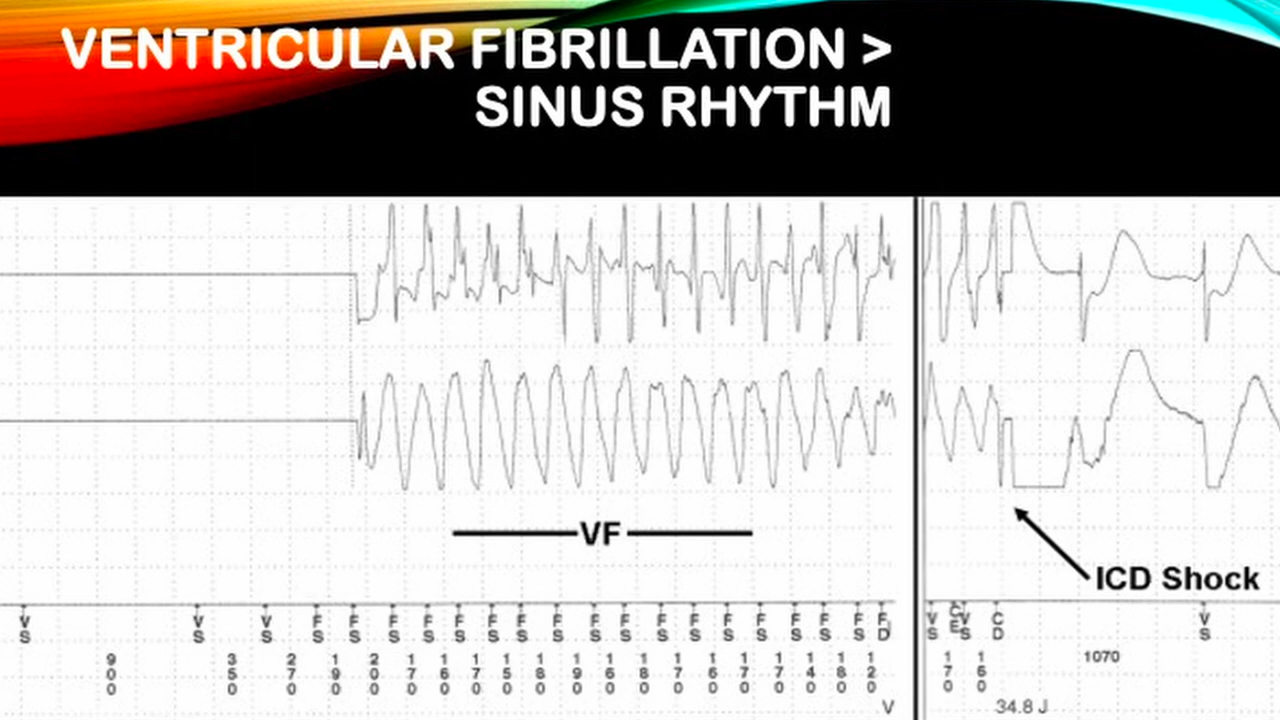 VENTRICULAR FIBRILLATION >
SINUS RHYTHM
VF
ICD Shock
VS VS VS FS FS FS FS FS FS FS FS FS FS FS FS FS FS FS FS FS FD VS CE VS CD VS
900 350 270 190 200 170 160 170 150 180 190 160 180 170 160 170 170 140 180 120 170 160 1070
V 34.8 J